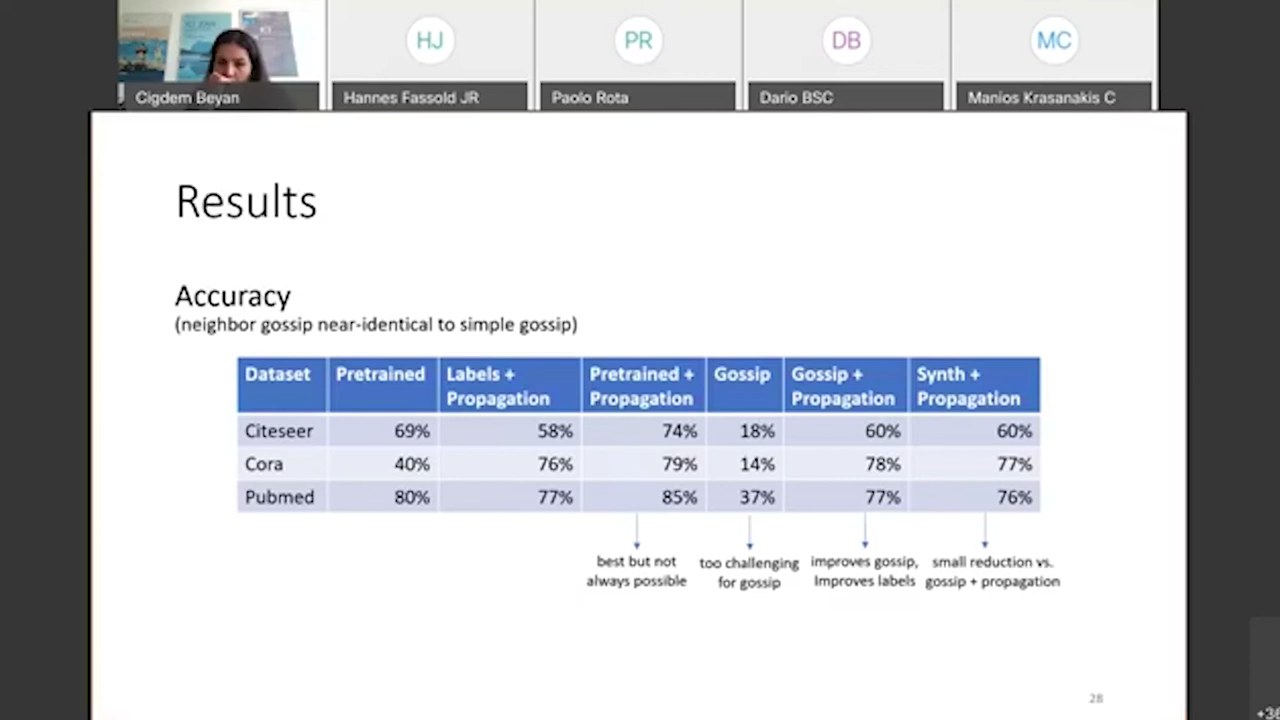 HJ
PR
DB
MC
Cigdem Beyan
Hannes Fassold JR
Paolo Rota
Dario BSC
Manios Krasanakis C
Results
Accuracy
(neighbor gossip near-identical to simple gossip)
Dataset Pretrained Labels + Propagation Pretrained + Propagation Gossip Gossip + Propagation Synth + Propagation
Citeseer 69% 58% 74% 18% 60% 60%
Cora 40% 76% 79% 14% 78% 77%
Pubmed 80% 77% 85% 37% 77% 76%
best but not
always possible
too challenging
for gossip
improves gossip,
Improves labels
small reduction vs.
gossip + propagation
28